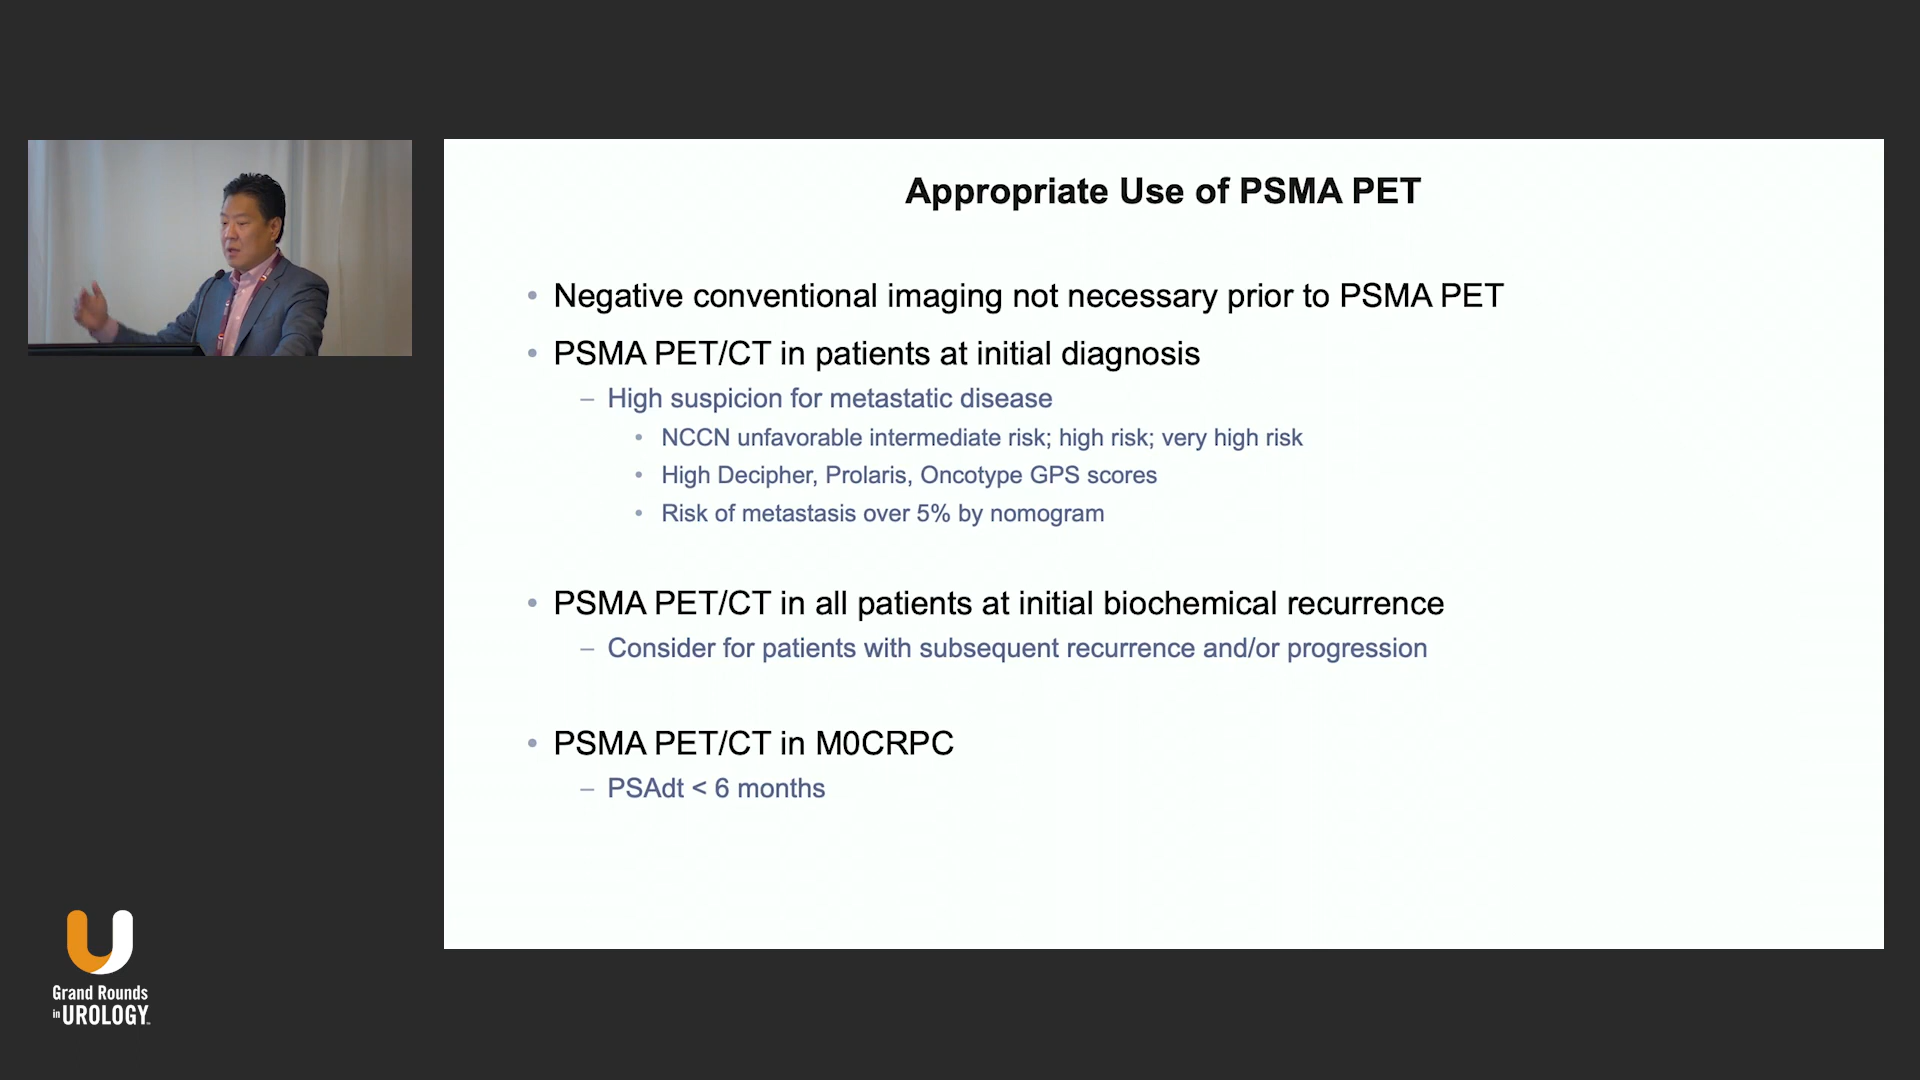 Appropriate Use of PSMA PET
• Negative conventional imaging not necessary prior to PSMA PET
• PSMA PET/CT in patients at initial diagnosis
– High suspicion for metastatic disease
• NCCN unfavorable intermediate risk; high risk; very high risk
• High Decipher, Prolaris, Oncotype GPS scores
• Risk of metastasis over 5% by nomogram
• PSMA PET/CT in all patients at initial biochemical recurrence
– Consider for patients with subsequent recurrence and/or progression
• PSMA PET/CT in M0CRPC
– PSAdt < 6 months
Grand Rounds
in UROLOGY